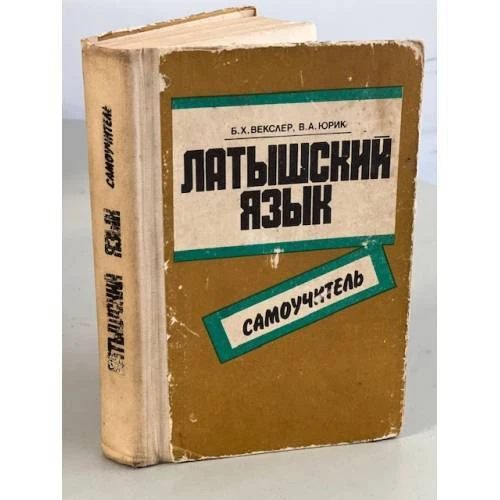 Б.Х.ВЕКСЛЕР, В.А.ЮРИК
ЛАТЫШСКИЙ
ЯЗЫК
САМОУЧИТЕЛЬ
ЛАТЫШСКИЙ ЯЗЫК САМОУЧИТЕЛЬ